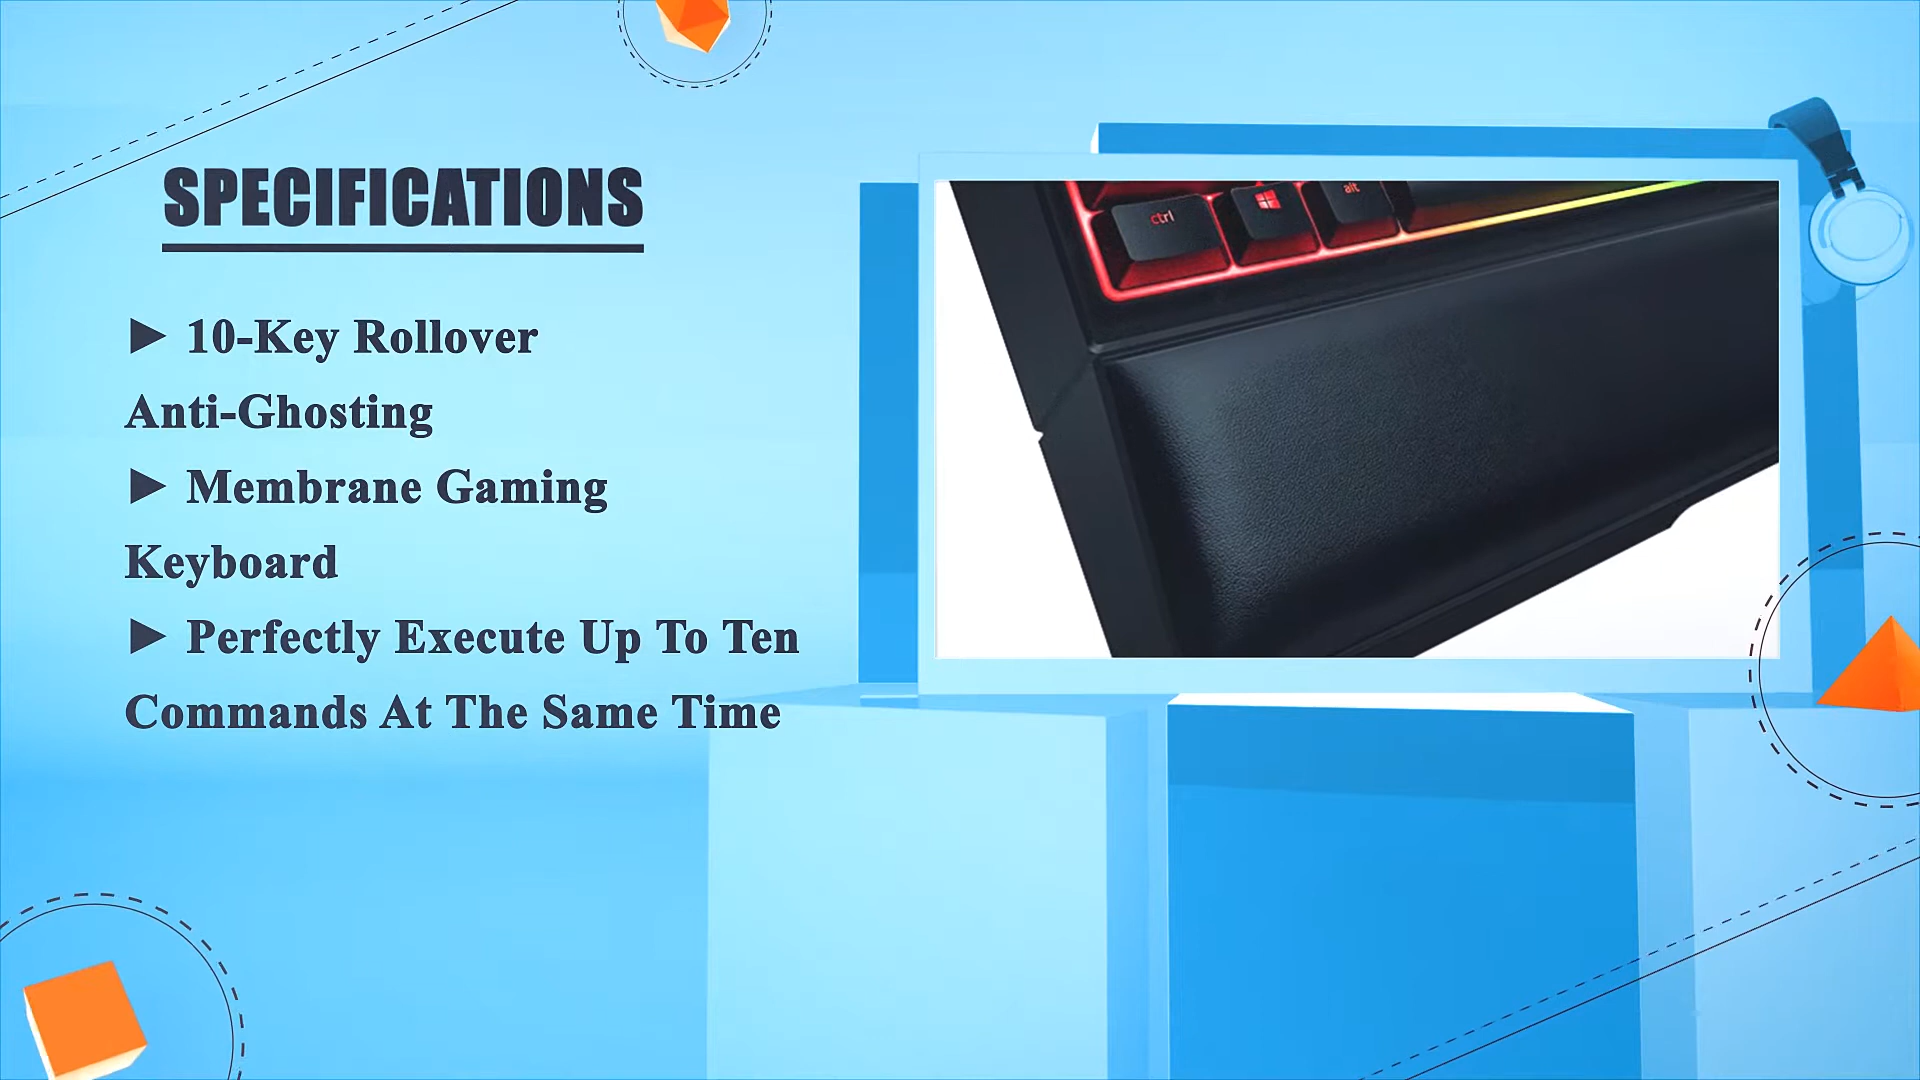 SPECIFICATIONS
► 10-Key Rollover
Anti-Ghosting
► Membrane Gaming
Keyboard
► Perfectly Execute Up To Ten
Commands At The Same Time
ctrl
alt